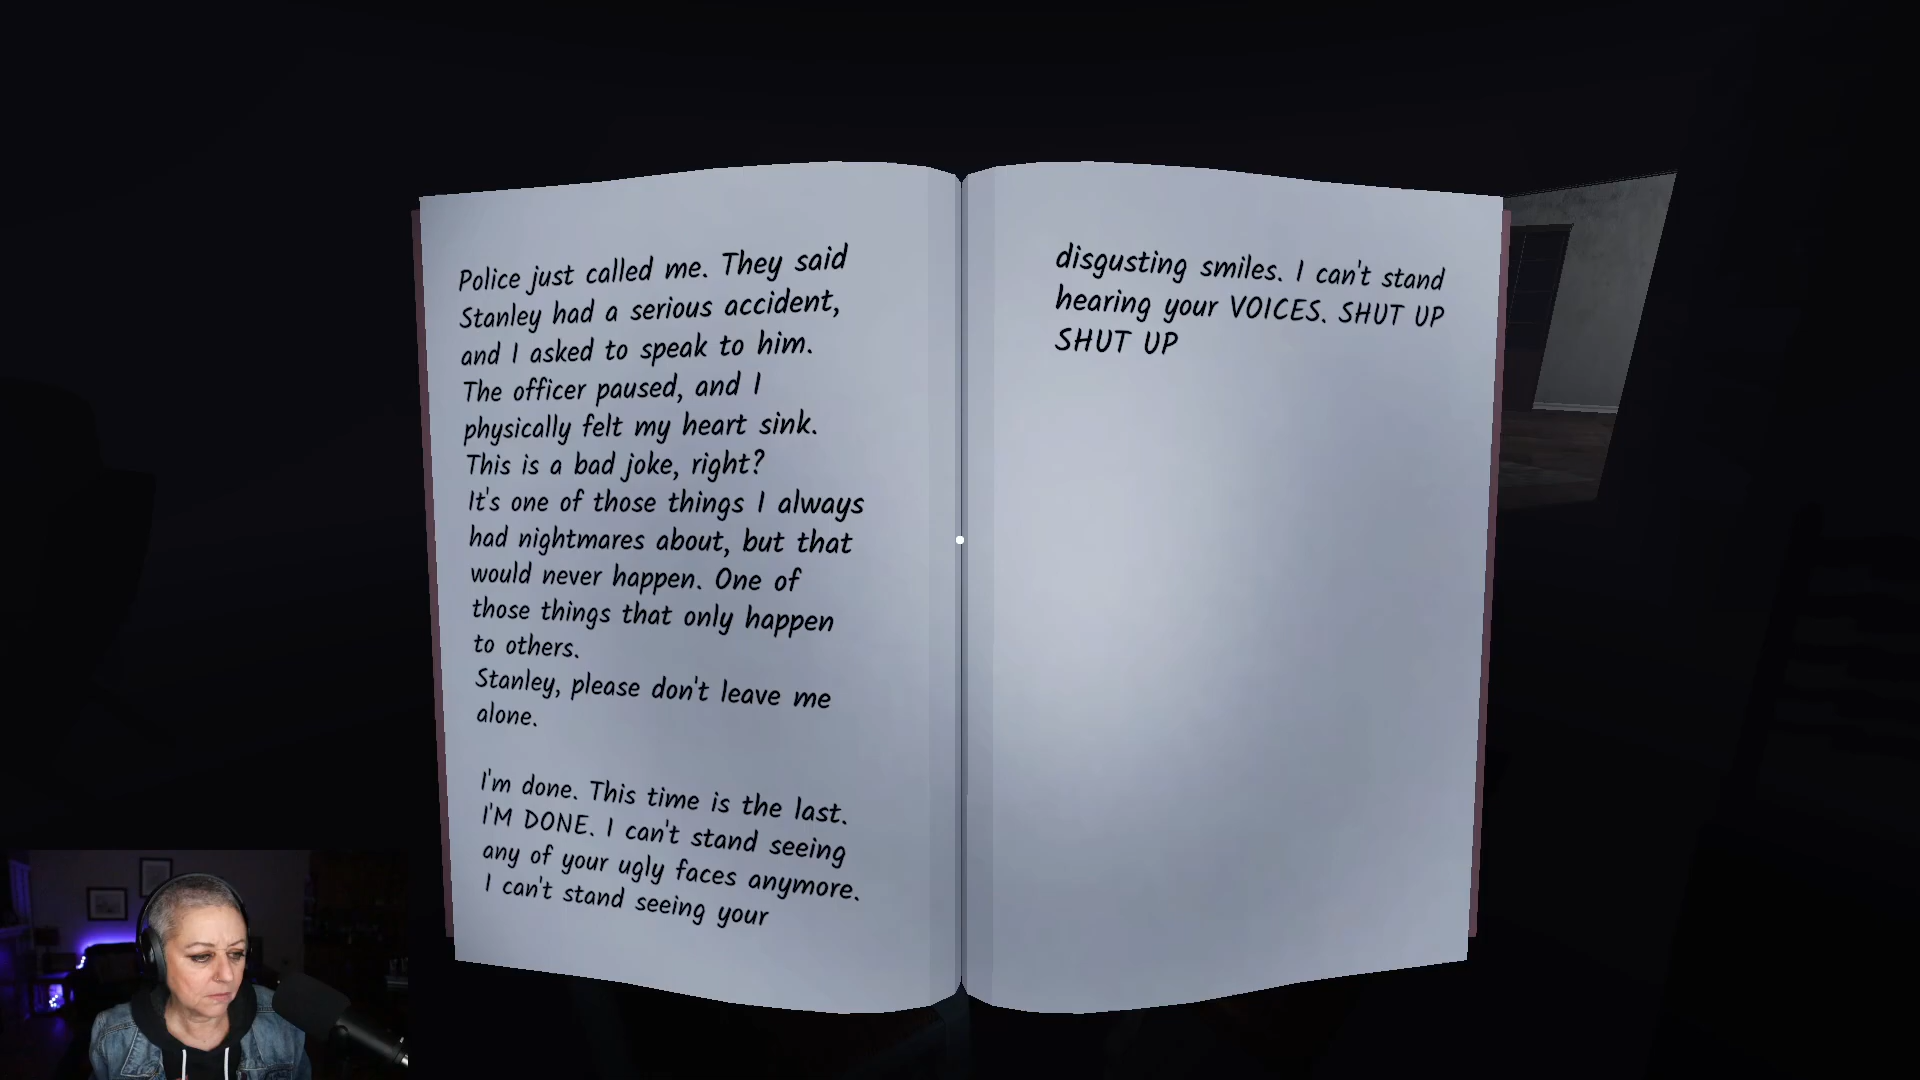 Police just called me. They said
Stanley had a serious accident,
and I asked to speak to him.
The officer paused, and I
physically felt my heart sink.
This is a bad joke, right?
It's one of those things I always
had nightmares about, but that
would never happen. One of
those things that only happen
to others.
Stanley, please don't leave me
alone.
I'm done. This time is the last.
I'M DONE. I can't stand seeing
any of your ugly faces anymore.
I can't stand seeing your
disgusting smiles. I can't stand
hearing your VOICES. SHUT UP
SHUT UP